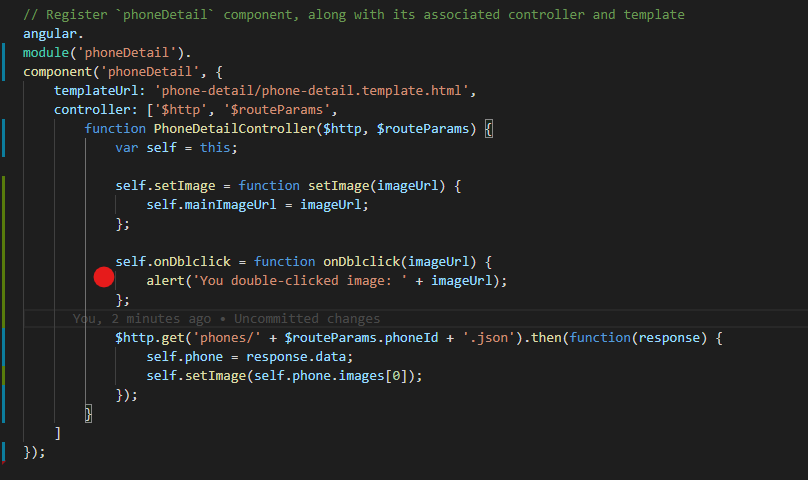 // Register `phoneDetail` component, along with its associated controller and template
angular.
module('phoneDetail').
component('phoneDetail', {
    templateUrl: 'phone-detail/phone-detail.template.html',
    controller: ['$http', '$routeParams',
        function PhoneDetailController($http, $routeParams) {
            var self = this;

            self.setImage = function setImage(imageUrl) {
                self.mainImageUrl = imageUrl;
            };

            self.onDblclick = function onDblclick(imageUrl) {
                alert('You double-clicked image: ' + imageUrl);
            };
You, 2 minutes ago • Uncommitted changes
            $http.get('phones/' + $routeParams.phoneId + '.json').then(function(response) {
                self.phone = response.data;
                self.setImage(self.phone.images[0]);
            });
        }
    ]
});